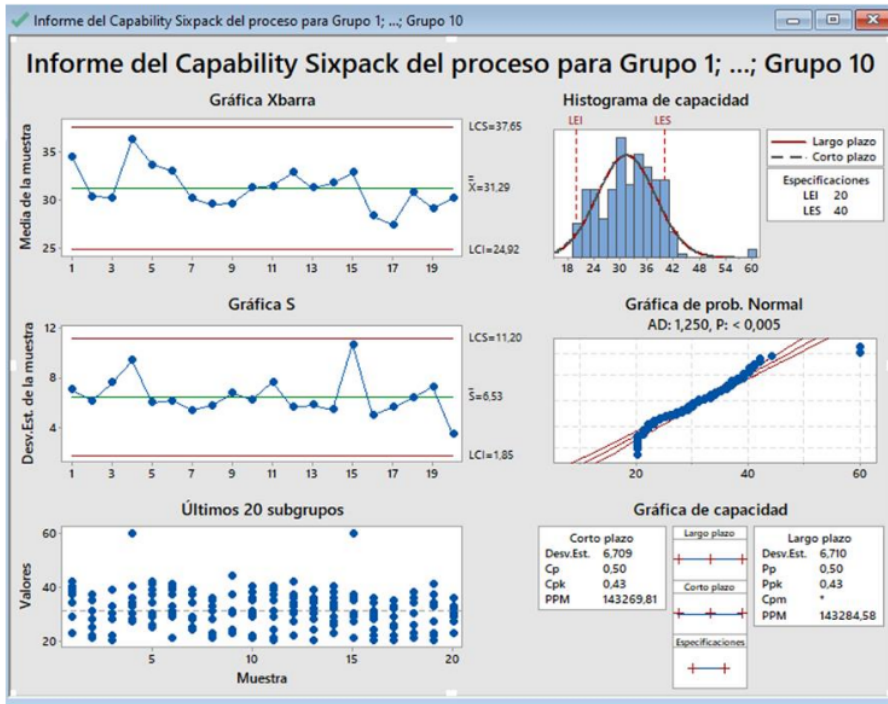 Informe del Capability Sixpack del proceso para Grupo 1; ...; Grupo 10
Informe del Capability Sixpack del proceso para Grupo 1; ...; Grupo 10
Gráfica Xbarra
Media de la muestra
35
30
25
1 3 5 7 9 11 13 15 17 19
LCS=37,65
X=31,29
LCI=24,92
Histograma de capacidad
LEI LES
18 24 30 36 42 48 54 60
Largo plazo
Corto plazo
Especificaciones
LEI 20
LES 40
Gráfica S
Desv.Est. de la muestra
12
8
4
1 3 5 7 9 11 13 15 17 19
LCS=11,20
S=6,53
LCI=1,85
Gráfica de prob. Normal
AD: 1,250, P: < 0,005
20 40 60
Últimos 20 subgrupos
Valores
60
40
20
5 10 15 20
Muestra
Gráfica de capacidad
Corto plazo
Desv.Est. 6,709
Cp 0,50
Cpk 0,43
PPM 143269,81
Largo plazo
Corto plazo
Especificaciones
Largo plazo
Desv.Est. 6,710
Pp 0,50
Ppk 0,43
Cpm *
PPM 143284,58